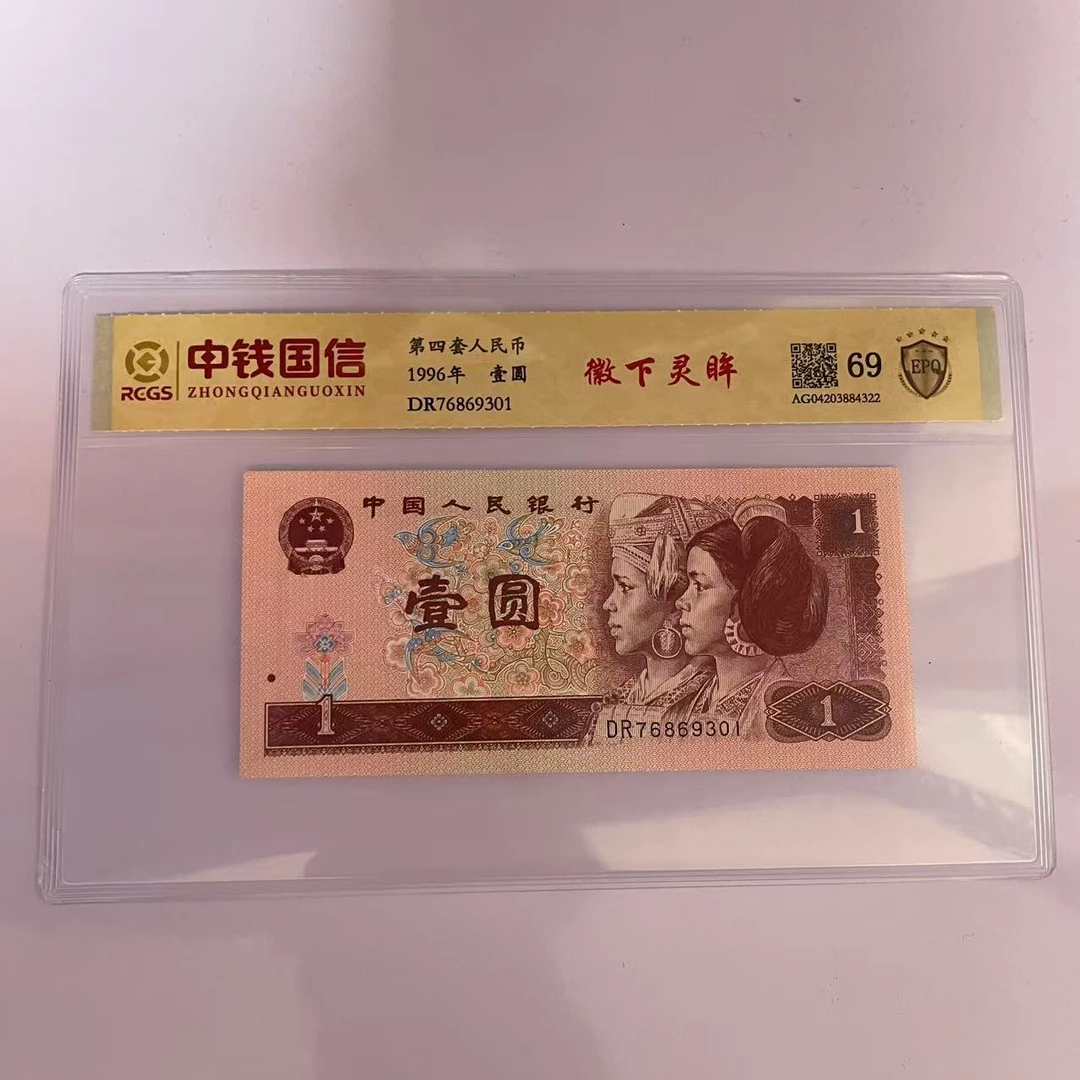 RCGS
中钱国信
ZHONGQIANGUOXIN
第四套人民币
1996年 壹圆
DR76869301
徽下灵眸
69
AG04203884322
EPQ
中国人民银行
1
壹圆
1
DR76869301
1